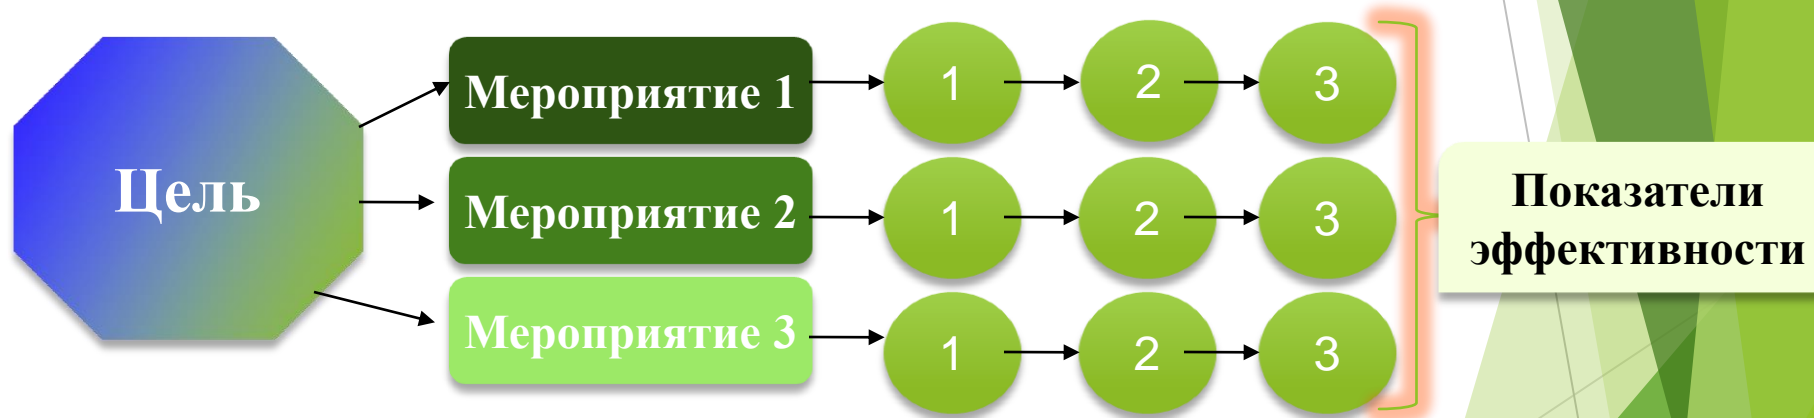 Цель
Мероприятие 1
1
2
3
Мероприятие 2
1
2
3
Мероприятие 3
1
2
3
Показатели
эффективности